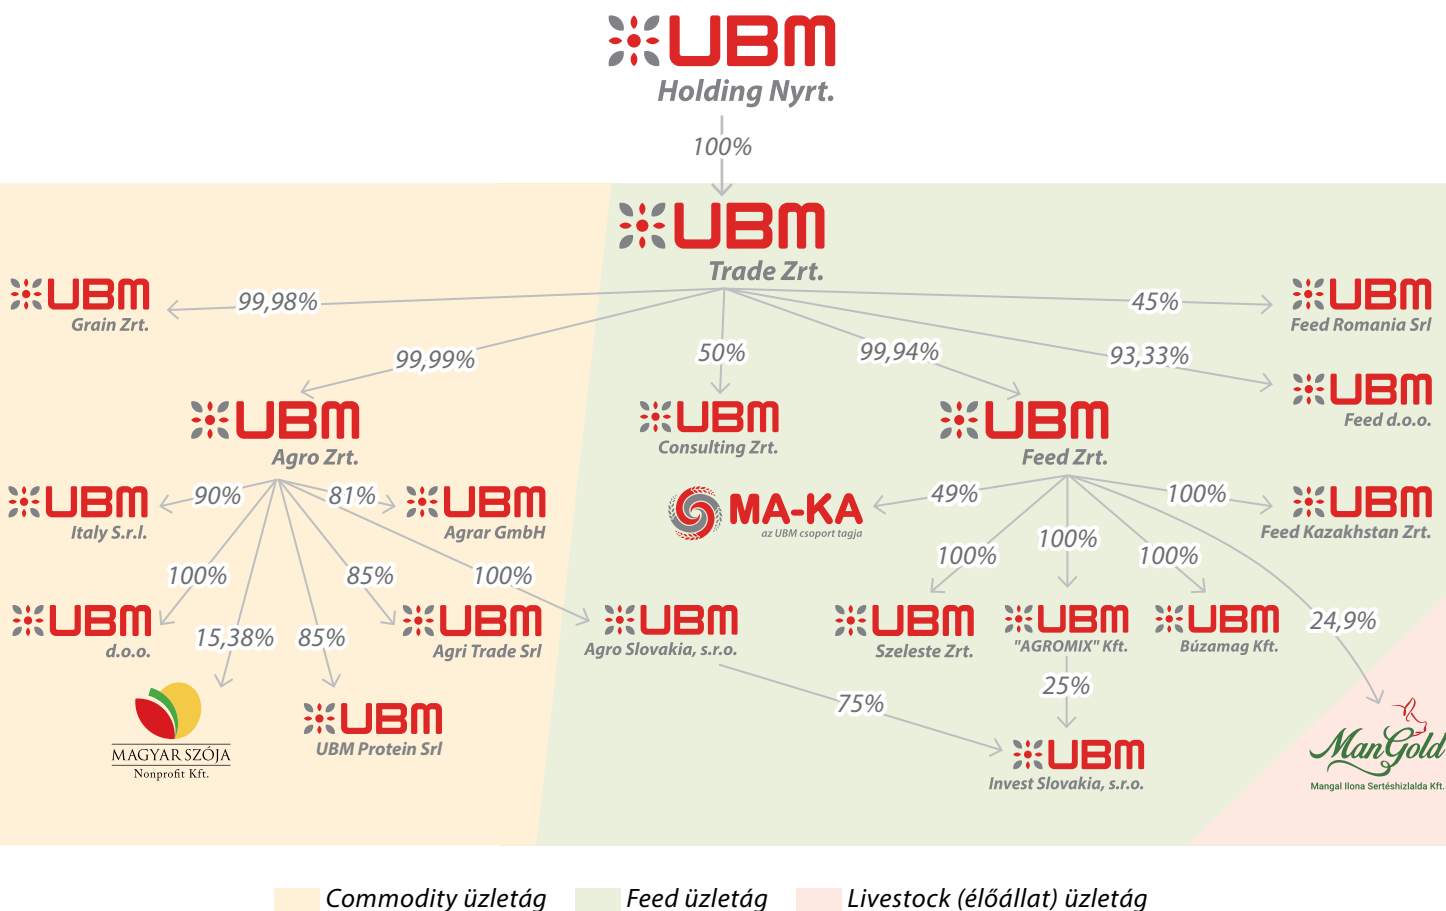 UBM
Holding Nyrt.
100%
UBM
Trade Zrt.
UBM
Grain Zrt.
99,98%
45%
UBM
Feed Romania Srl
99,99%
50%
99,94%
93,33%
UBM
Feed d.o.o.
UBM
Agro Zrt.
UBM
Consulting Zrt.
UBM
Feed Zrt.
UBM
Italy S.r.l.
90%
81%
UBM
Agrar GmbH
MA-KA
az UBM csoport tagja
49%
100%
UBM
Feed Kazakhstan Zrt.
100%
85%
100%
100%
100%
100%
UBM
d.o.o.
15,38%
85%
UBM
Agri Trade Srl
UBM
Agro Slovakia, s.r.o.
UBM
Szeleste Zrt.
UBM
"AGROMIX" Kft.
UBM
Búzamag Kft.
24,9%
75%
25%
MAGYAR SZÓJA
Nonprofit Kft.
UBM
UBM Protein Srl
UBM
Invest Slovakia, s.r.o.
ManGold
Mangal Ilona Sertéshizlalda Kft.
Commodity üzletág
Feed üzletág
Livestock (élőállat) üzletág